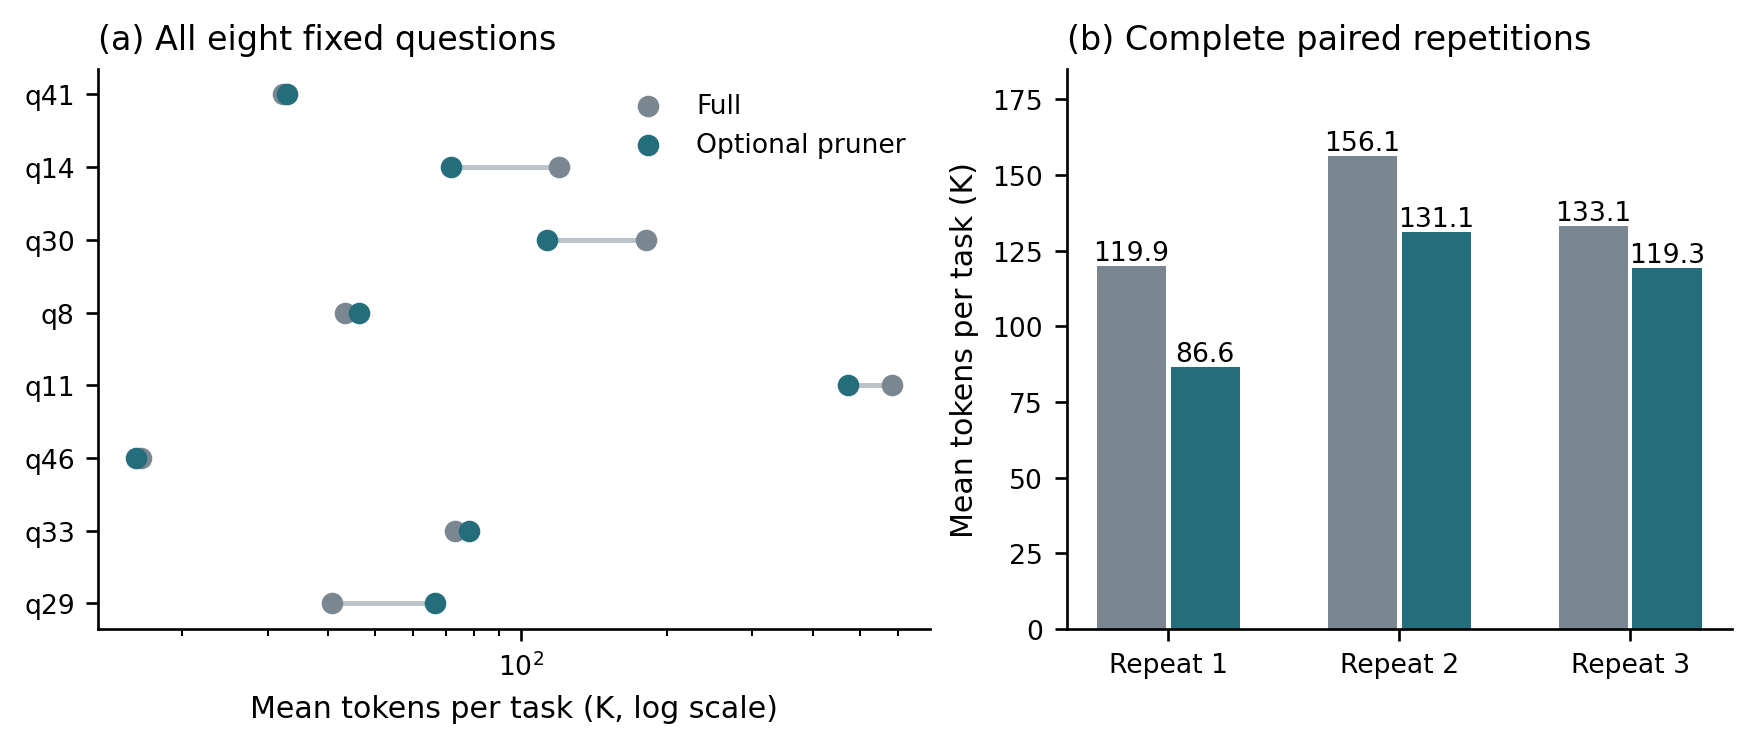 (a) All eight fixed questions
q41
q14
q30
q8
q11
q46
q33
q29
Full
Optional pruner
10²
Mean tokens per task (K, log scale)
(b) Complete paired repetitions
Mean tokens per task (K)
175
150
125
100
75
50
25
0
119.9
86.6
156.1
131.1
133.1
119.3
Repeat 1
Repeat 2
Repeat 3